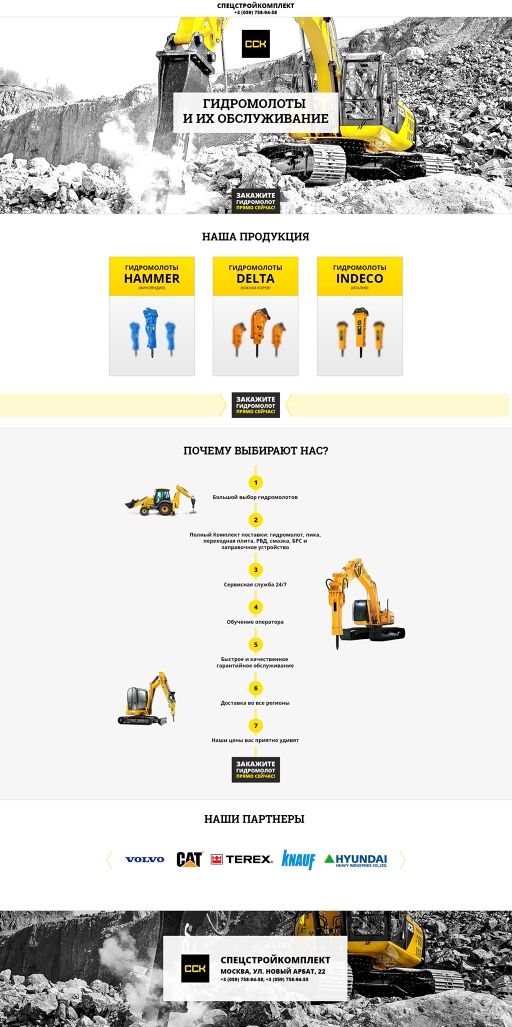 СПЕЦСТРОЙКОМПЛЕКТ
+3 (059) 758-94-58
ССК
ГИДРОМОЛОТЫ
И ИХ ОБСЛУЖИВАНИЕ
ЗАКАЖИТЕ
ГИДРОМОЛОТ
ПРЯМО СЕЙЧАС!
НАША ПРОДУКЦИЯ
ГИДРОМОЛОТЫ
HAMMER
(ФИНЛЯНДИЯ)
ГИДРОМОЛОТЫ
DELTA
(ЮЖНАЯ КОРЕЯ)
ГИДРОМОЛОТЫ
INDECO
(ИТАЛИЯ)
ЗАКАЖИТЕ
ГИДРОМОЛОТ
ПРЯМО СЕЙЧАС!
ПОЧЕМУ ВЫБИРАЮТ НАС?
1
Большой выбор гидромолотов
2
Полный Комплект поставки: гидромолот, пика,
переходная плита, РВД, смазка, БРС и
заправочное устройство
3
Сервисная служба 24/7
4
Обучение оператора
5
Быстрое и качественное
гарантийное обслуживание
6
Доставка во все регионы
7
Наши цены вас приятно удивят
ЗАКАЖИТЕ
ГИДРОМОЛОТ
ПРЯМО СЕЙЧАС!
НАШИ ПАРТНЕРЫ
VOLVO
CAT
TEREX
KNAUF
HYUNDAI
HEAVY INDUSTRIES CO.,LTD.
ССК
СПЕЦСТРОЙКОМПЛЕКТ
МОСКВА, УЛ. НОВЫЙ АРБАТ, 22
+3 (059) 758-94-58; +3 (059) 758-94-55